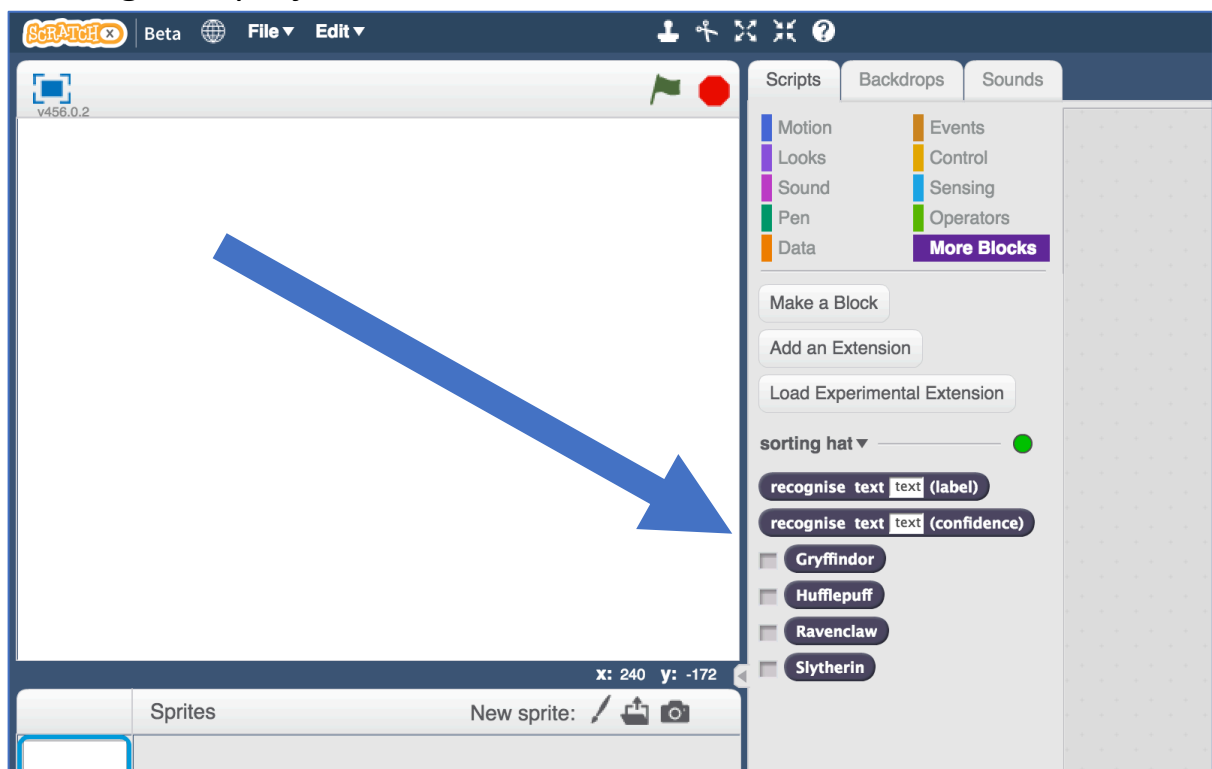 SCRATCH X Beta File▾ Edit▾
v456.0.2
Scripts Backdrops Sounds
Motion Events
Looks Control
Sound Sensing
Pen Operators
Data More Blocks
Make a Block
Add an Extension
Load Experimental Extension
sorting hat▾
recognise text text (label)
recognise text text (confidence)
Gryffindor
Hufflepuff
Ravenclaw
Slytherin
x: 240 y: -172
Sprites New sprite: